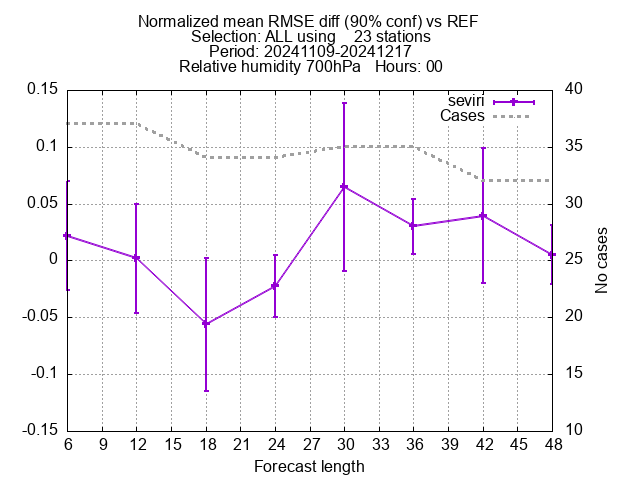 Normalized mean RMSE diff (90% conf) vs REF
Selection: ALL using    23 stations
Period: 20241109-20241217
Relative humidity 700hPa   Hours: 00
seviri
Cases
0.15
0.1
0.05
0
-0.05
-0.1
-0.15
40
35
30
25
20
15
10
No cases
6 9 12 15 18 21 24 27 30 33 36 39 42 45 48
Forecast length